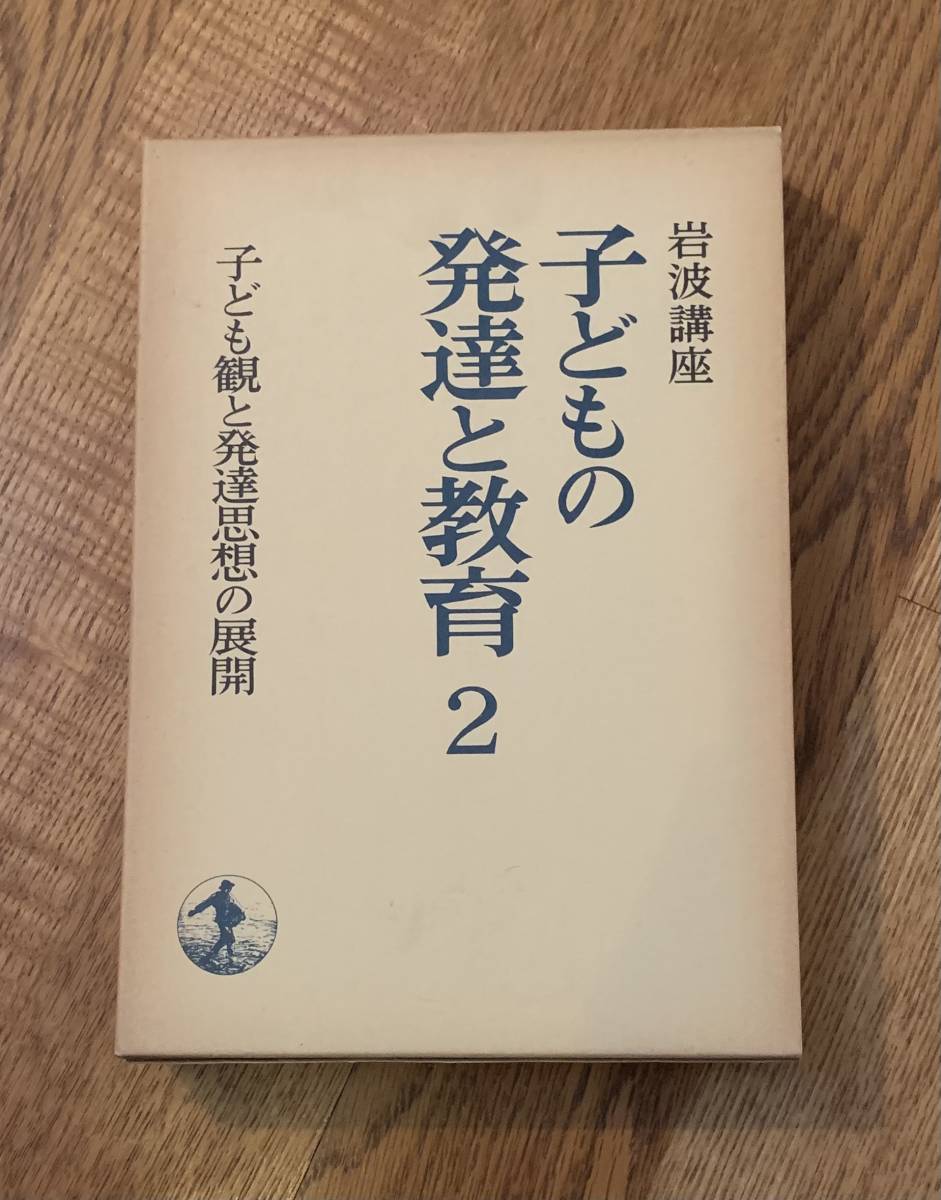 岩波講座
子どもの
発達と教育 2
子ども観と発達思想の展開